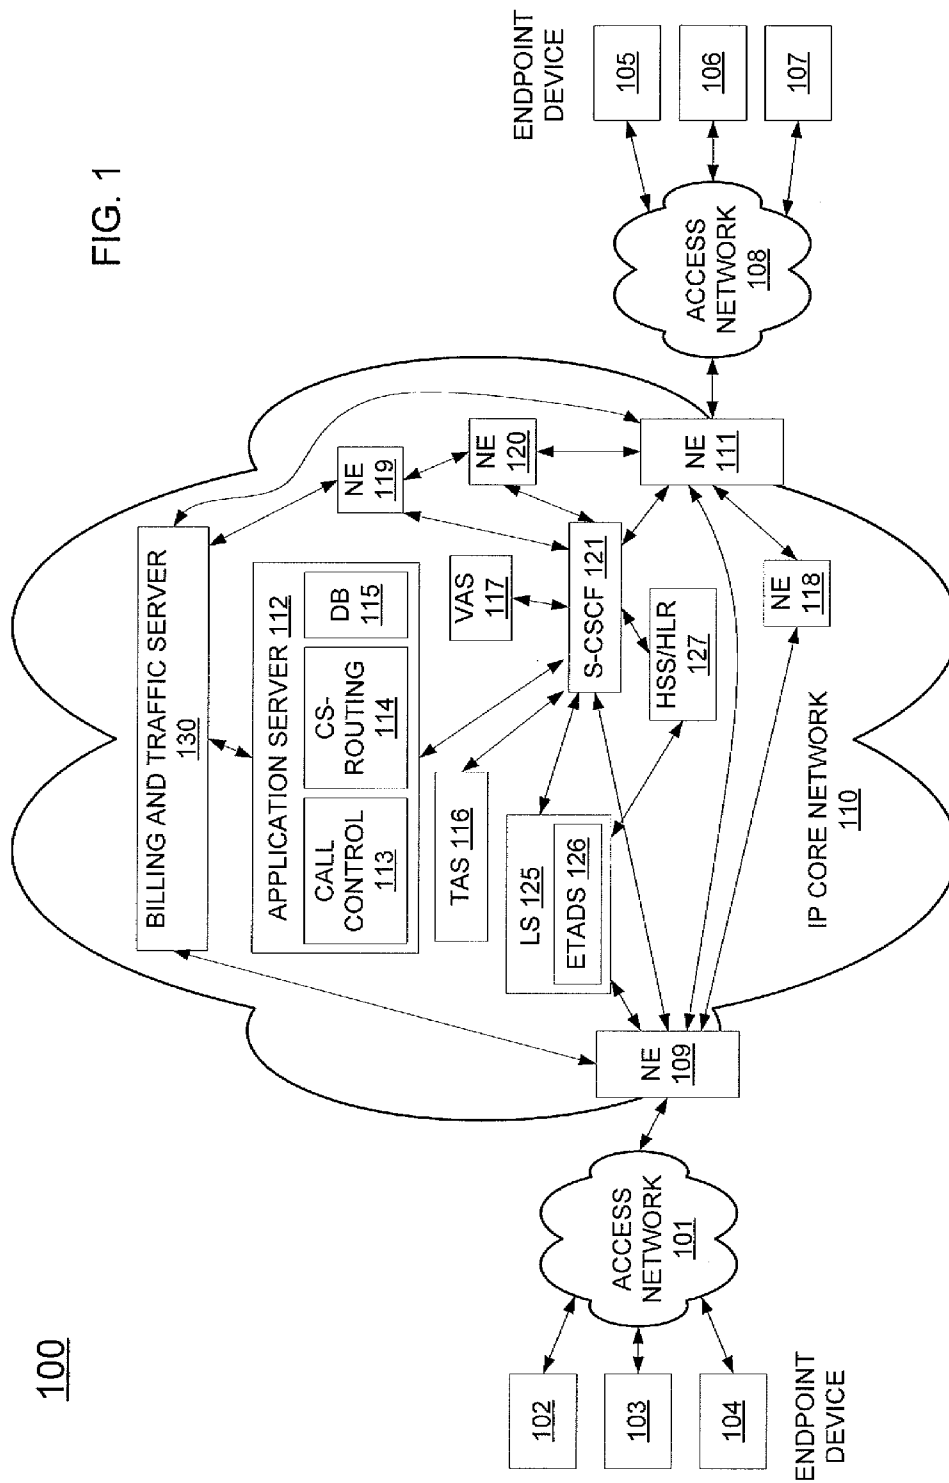 100
FIG. 1
BILLING AND TRAFFIC SERVER
130
APPLICATION SERVER 112
CALL
CONTROL
113
CS-
ROUTING
114
DB
115
NE
119
NE
120
TAS 116
VAS
117
LS 125
ETADS 126
S-CSCF 121
HSS/HLR
127
NE
109
NE
111
NE
118
IP CORE NETWORK
110
ACCESS
NETWORK
101
ACCESS
NETWORK
108
102
103
104
ENDPOINT
DEVICE
ENDPOINT
DEVICE
105
106
107